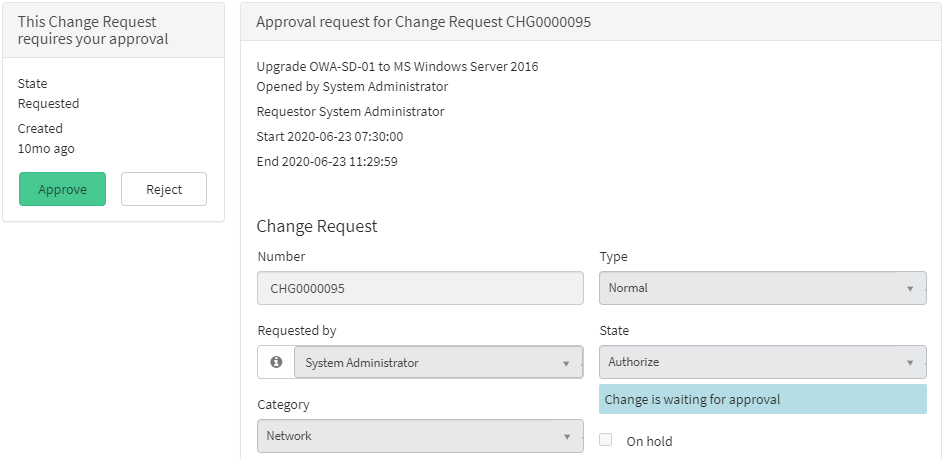 This Change Request
requires your approval
State
Requested
Created
10mo ago
Approve
Reject
Approval request for Change Request CHG0000095
Upgrade OWA-SD-01 to MS Windows Server 2016
Opened by System Administrator
Requestor System Administrator
Start 2020-06-23 07:30:00
End 2020-06-23 11:29:59
Change Request
Number
CHG0000095
Type
Normal
Requested by
System Administrator
State
Authorize
Change is waiting for approval
Category
Network
On hold